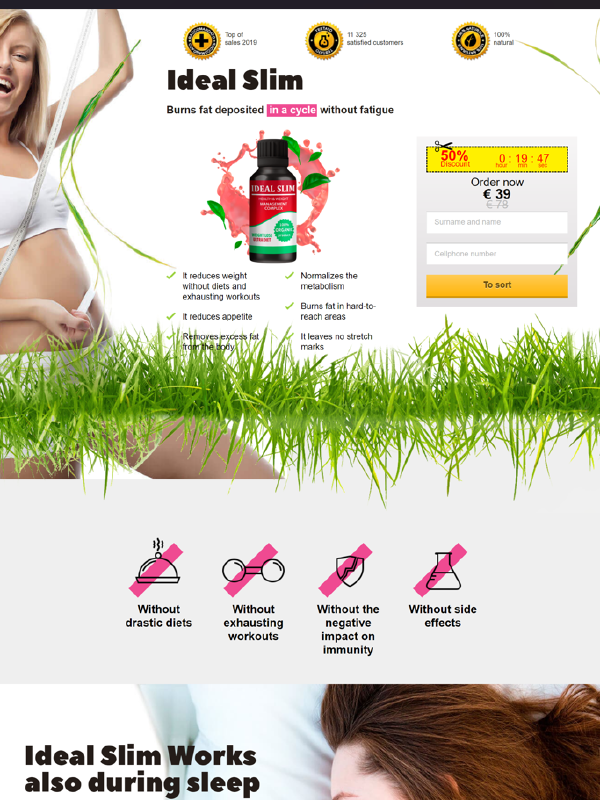 Top of
sales 2019
11 325
satisfied customers
100%
natural
Ideal Slim
Burns fat deposited in a cycle without fatigue
IDEAL SLIM
MANAGEMENT
COMPLEX
100%
ORGANIC
50%
Discount
0 : 19 : 47
hour min sec
Order now
€ 39
€ 78
Surname and name
Cellphone number
To sort
It reduces weight
without diets and
exhausting workouts
It reduces appetite
Removes excess fat
from the body
Normalizes the
metabolism
Burns fat in hard-to-
reach areas
It leaves no stretch
marks
Without
drastic diets
Without
exhausting
workouts
Without the
negative
impact on
immunity
Without side
effects
Ideal Slim Works
also during sleep